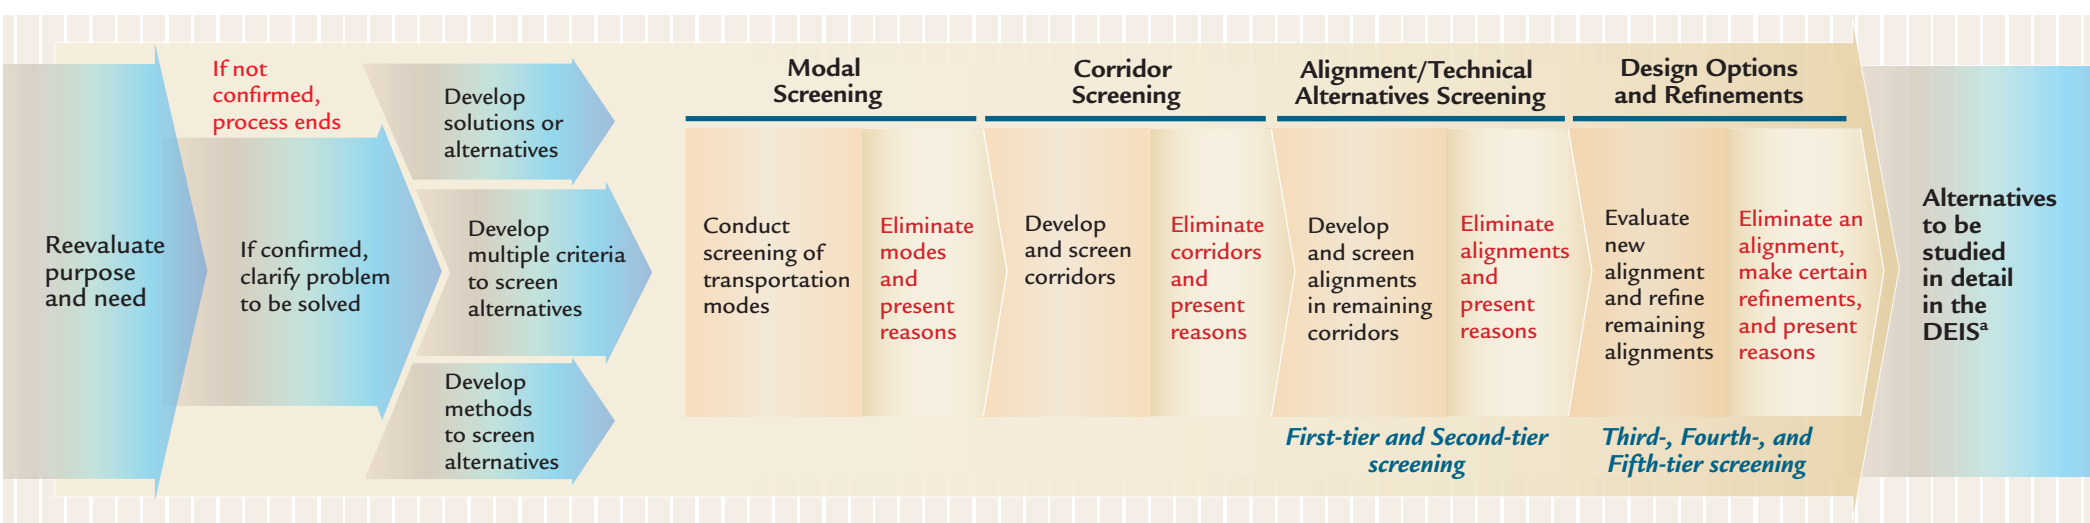 Reevaluate
purpose
and need
If not
confirmed,
process ends
If confirmed,
clarify problem
to be solved
Develop
solutions or
alternatives
Develop
multiple criteria
to screen
alternatives
Develop
methods
to screen
alternatives
Modal
Screening
Conduct
screening of
transportation
modes
Eliminate
modes
and
present
reasons
Corridor
Screening
Develop
and screen
corridors
Eliminate
corridors
and
present
reasons
Alignment/Technical
Alternatives Screening
Develop
and screen
alignments
in remaining
corridors
Eliminate
alignments
and
present
reasons
First-tier and Second-tier
screening
Design Options
and Refinements
Evaluate
new
alignment
and refine
remaining
alignments
Eliminate an
alignment,
make certain
refinements,
and present
reasons
Third-, Fourth-, and
Fifth-tier screening
Alternatives
to be
studied
in detail
in the
DEISᵃ